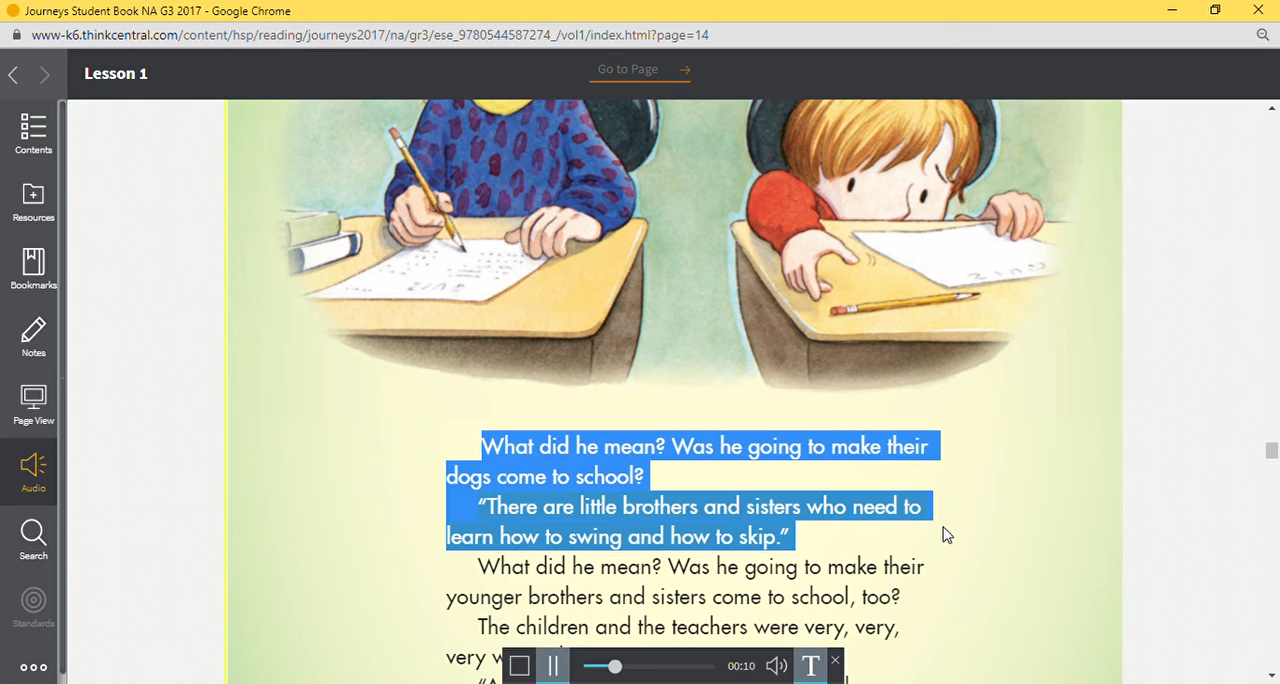 Journeys Student Book NA G3 2017 - Google Chrome
www-k6.thinkcentral.com/content/hsp/reading/journeys2017/na/gr3/ese_9780544587274_/vol1/index.html?page=14
Lesson 1
Go to Page
Contents
Resources
Bookmarks
Notes
Page View
Audio
Search
Standards
What did he mean? Was he going to make their
dogs come to school?
“There are little brothers and sisters who need to
learn how to swing and how to skip.”
What did he mean? Was he going to make their
younger brothers and sisters come to school, too?
The children and the teachers were very, very,
very
00:10
T